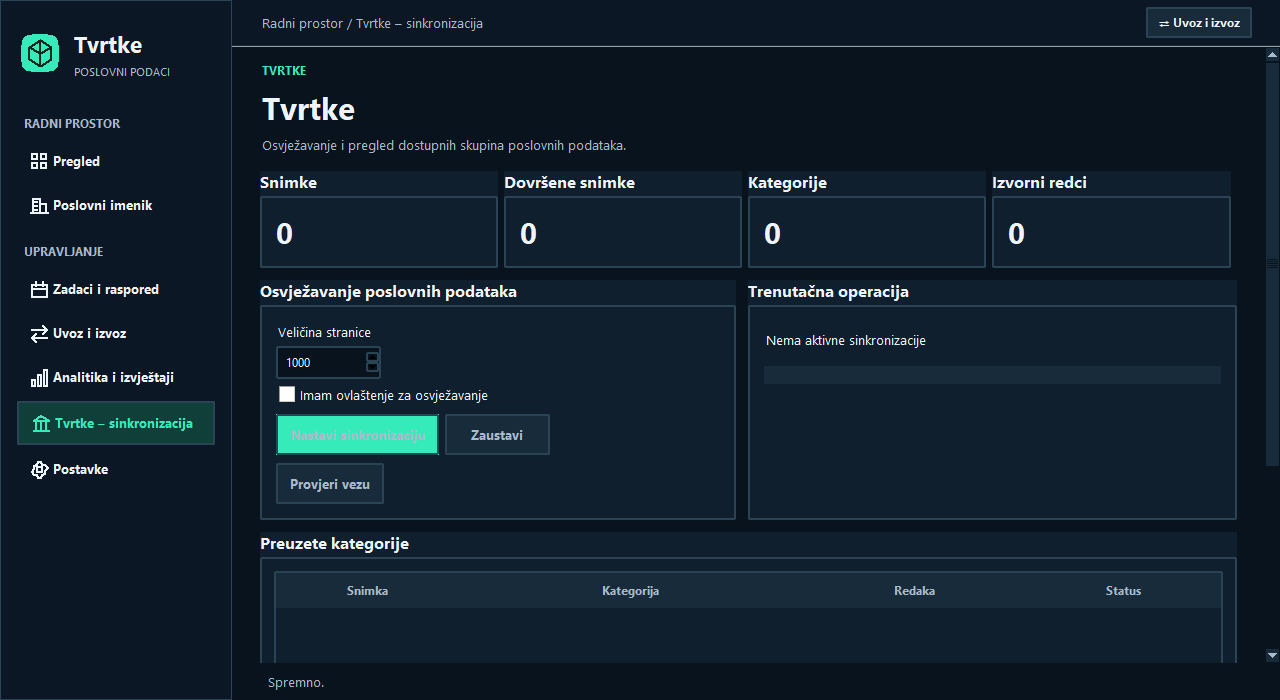 Tvrtke
POSLOVNI PODACI
RADNI PROSTOR
Pregled
Poslovni imenik
UPRAVLJANJE
Zadaci i raspored
Uvoz i izvoz
Analitika i izvještaji
Tvrtke – sinkronizacija
Postavke
Radni prostor / Tvrtke – sinkronizacija
⇄ Uvoz i izvoz
TVRTKE
Tvrtke
Osvježavanje i pregled dostupnih skupina poslovnih podataka.
Snimke
0
Dovršene snimke
0
Kategorije
0
Izvorni redci
0
Osvježavanje poslovnih podataka
Veličina stranice
1000
Imam ovlaštenje za osvježavanje
Nastavi sinkronizaciju
Zaustavi
Provjeri vezu
Trenutačna operacija
Nema aktivne sinkronizacije
Preuzete kategorije
Snimka Kategorija Redaka Status
Spremno.